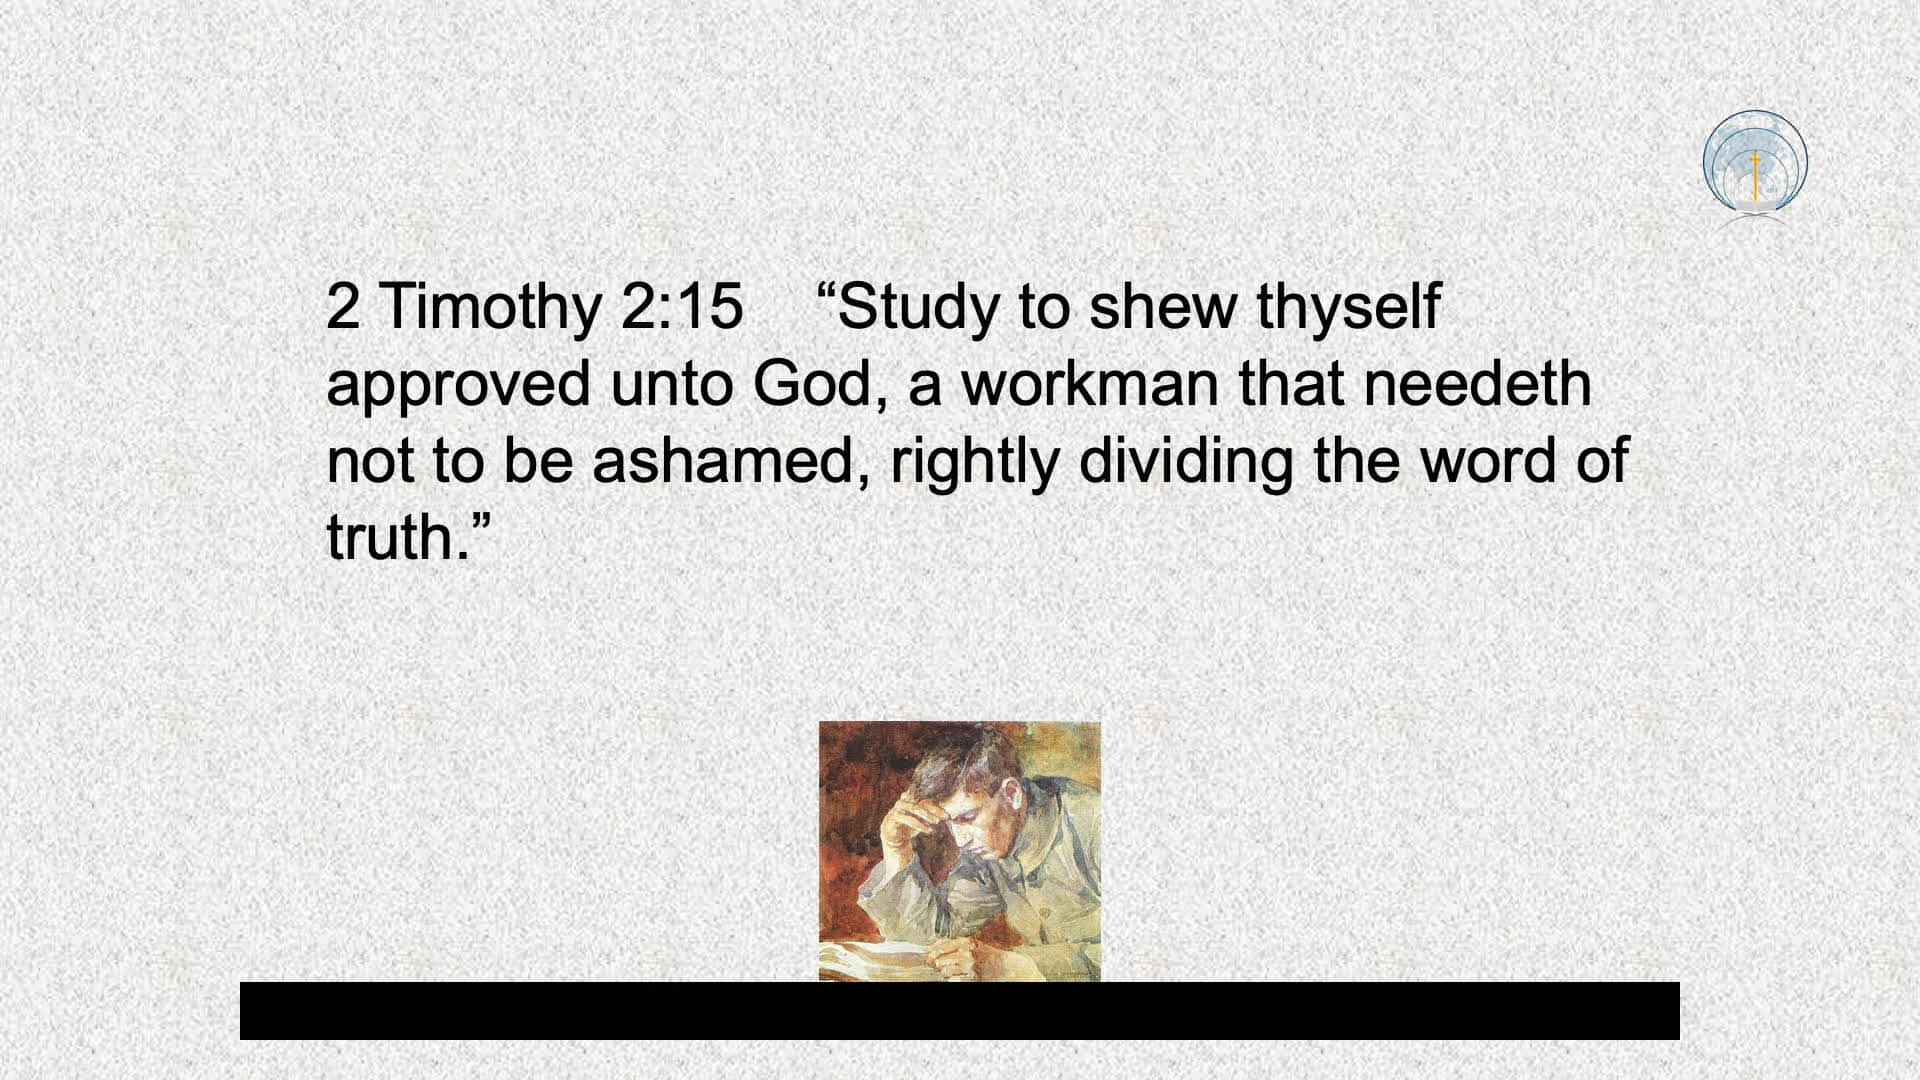 2 Timothy 2:15 “Study to shew thyself
approved unto God, a workman that needeth
not to be ashamed, rightly dividing the word of
truth.”